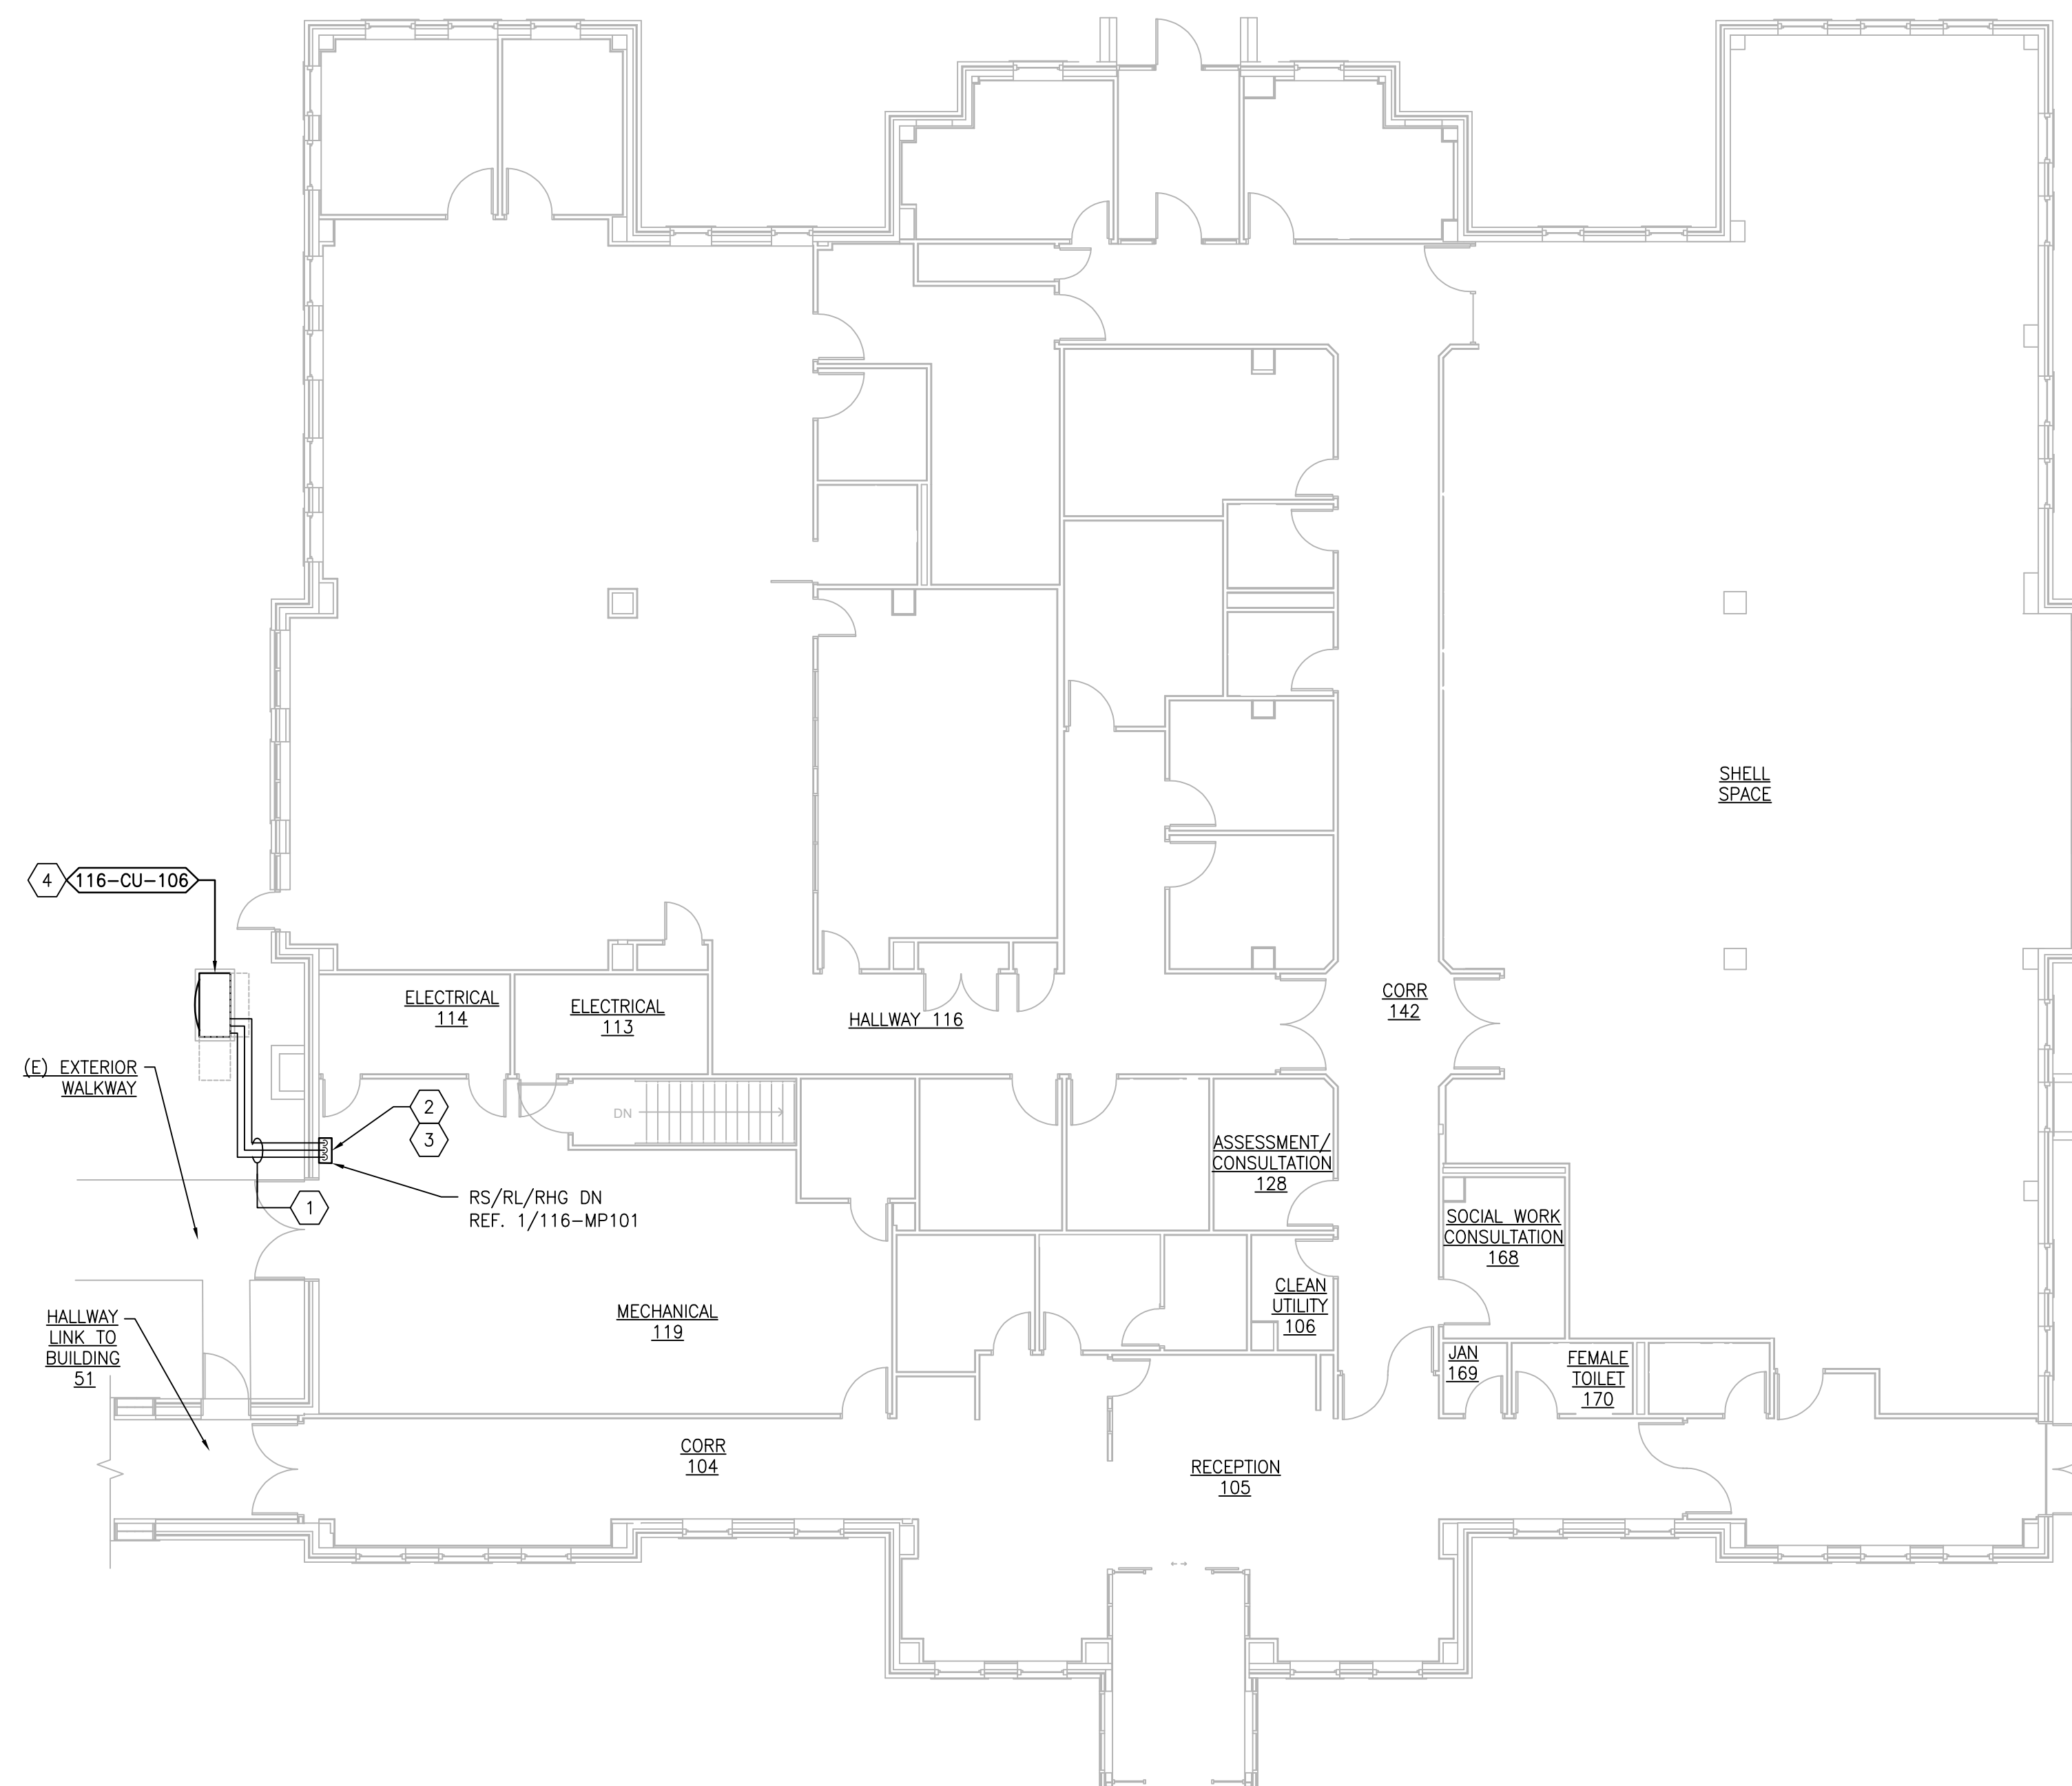 SHELL
SPACE
4
116-CU-106
ELECTRICAL
114
ELECTRICAL
113
HALLWAY 116
CORR
142
(E) EXTERIOR
WALKWAY
2
3
DN
1
RS/RL/RHG DN
REF. 1/116-MP101
ASSESSMENT/
CONSULTATION
128
SOCIAL WORK
CONSULTATION
168
CLEAN
UTILITY
106
MECHANICAL
119
HALLWAY
LINK TO
BUILDING
51
JAN
169
FEMALE
TOILET
170
CORR
104
RECEPTION
105